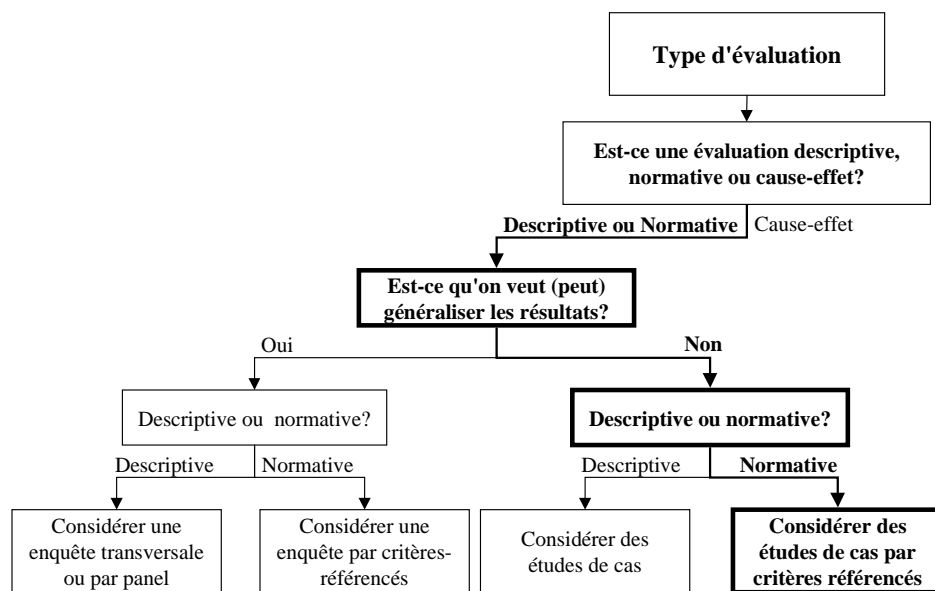 Type d'évaluation
Est-ce une évaluation descriptive,
normative ou cause-effet?
Descriptive ou Normative
Cause-effet
Est-ce qu'on veut (peut)
généraliser les résultats?
Oui
Non
Descriptive ou normative?
Descriptive ou normative?
Descriptive
Normative
Descriptive
Normative
Considérer une
enquête transversale
ou par panel
Considérer une
enquête par critères-
référencés
Considérer des
études de cas
Considérer des
études de cas par
critères référencés